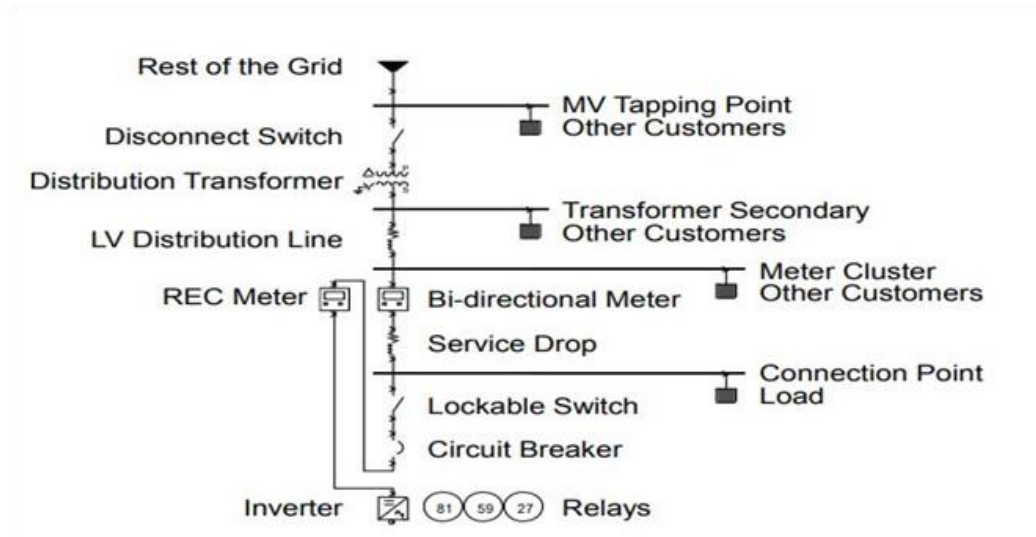 Rest of the Grid
MV Tapping Point
Other Customers
Disconnect Switch
Distribution Transformer
Transformer Secondary
Other Customers
LV Distribution Line
Meter Cluster
Other Customers
REC Meter
Bi-directional Meter
Service Drop
Connection Point
Load
Lockable Switch
Circuit Breaker
Inverter
81 59 27 Relays